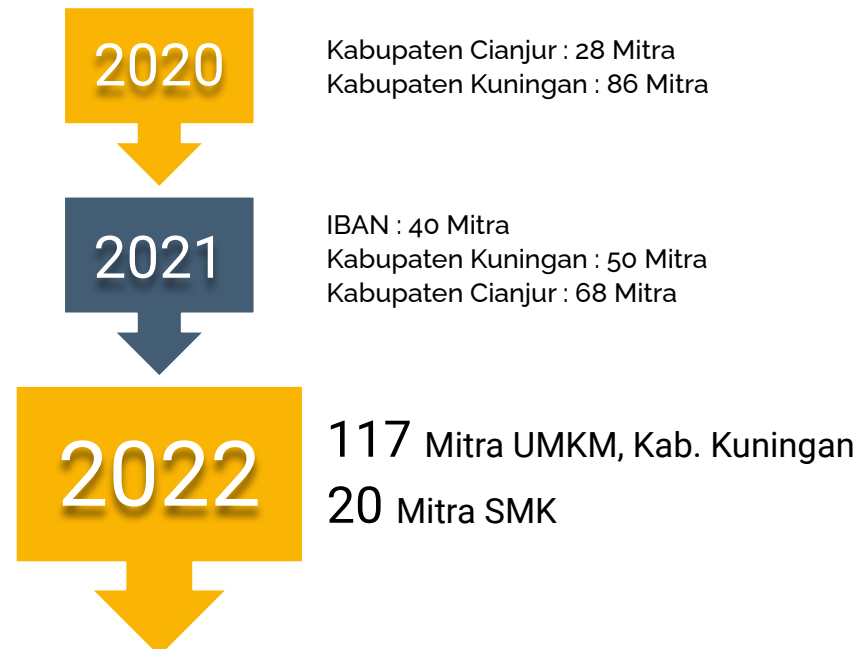 2020
Kabupaten Cianjur : 28 Mitra
Kabupaten Kuningan : 86 Mitra
2021
IBAN : 40 Mitra
Kabupaten Kuningan : 50 Mitra
Kabupaten Cianjur : 68 Mitra
2022
117 Mitra UMKM, Kab. Kuningan
20 Mitra SMK